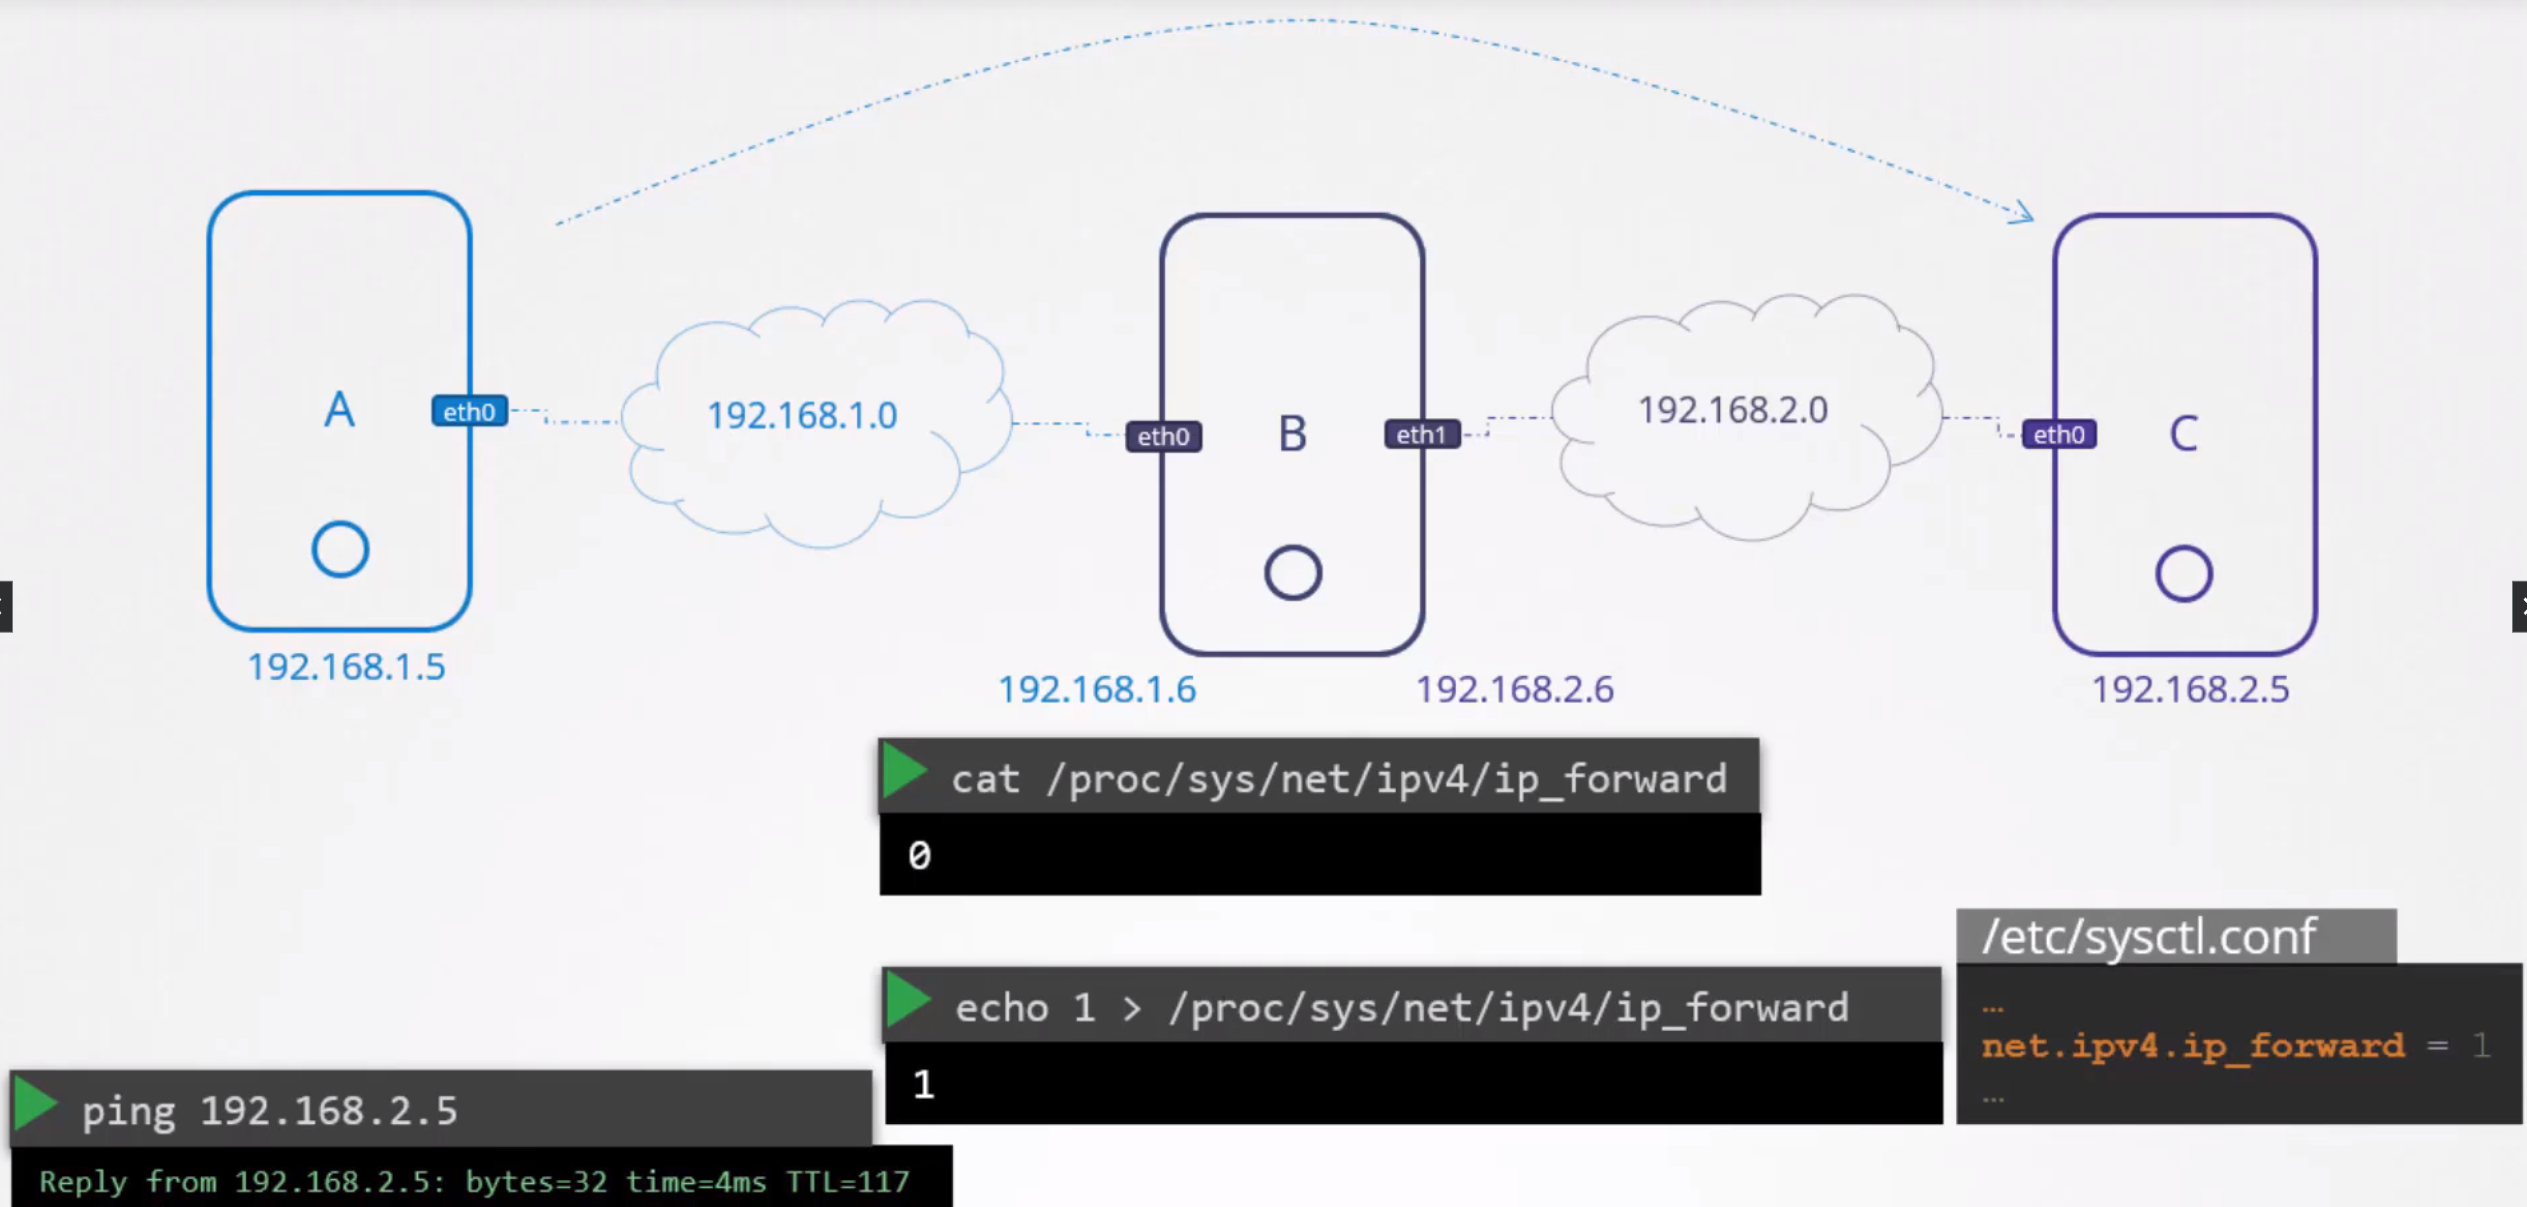 A
eth0
192.168.1.0
eth0
B
eth1
192.168.2.0
eth0
C
192.168.1.5
192.168.1.6
192.168.2.6
192.168.2.5
cat /proc/sys/net/ipv4/ip_forward
0
echo 1 > /proc/sys/net/ipv4/ip_forward
1
/etc/sysctl.conf
…
net.ipv4.ip_forward = 1
…
ping 192.168.2.5
Reply from 192.168.2.5: bytes=32 time=4ms TTL=117